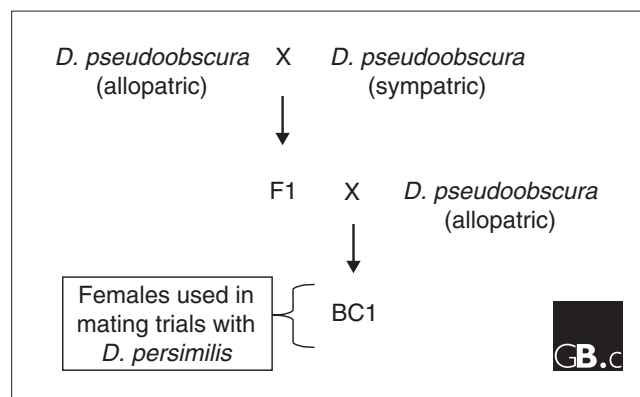 D. pseudoobscura X D. pseudoobscura
(allopatric) (sympatric)
F1 X D. pseudoobscura
(allopatric)
Females used in
mating trials with
D. persimilis
BC1
GB.c